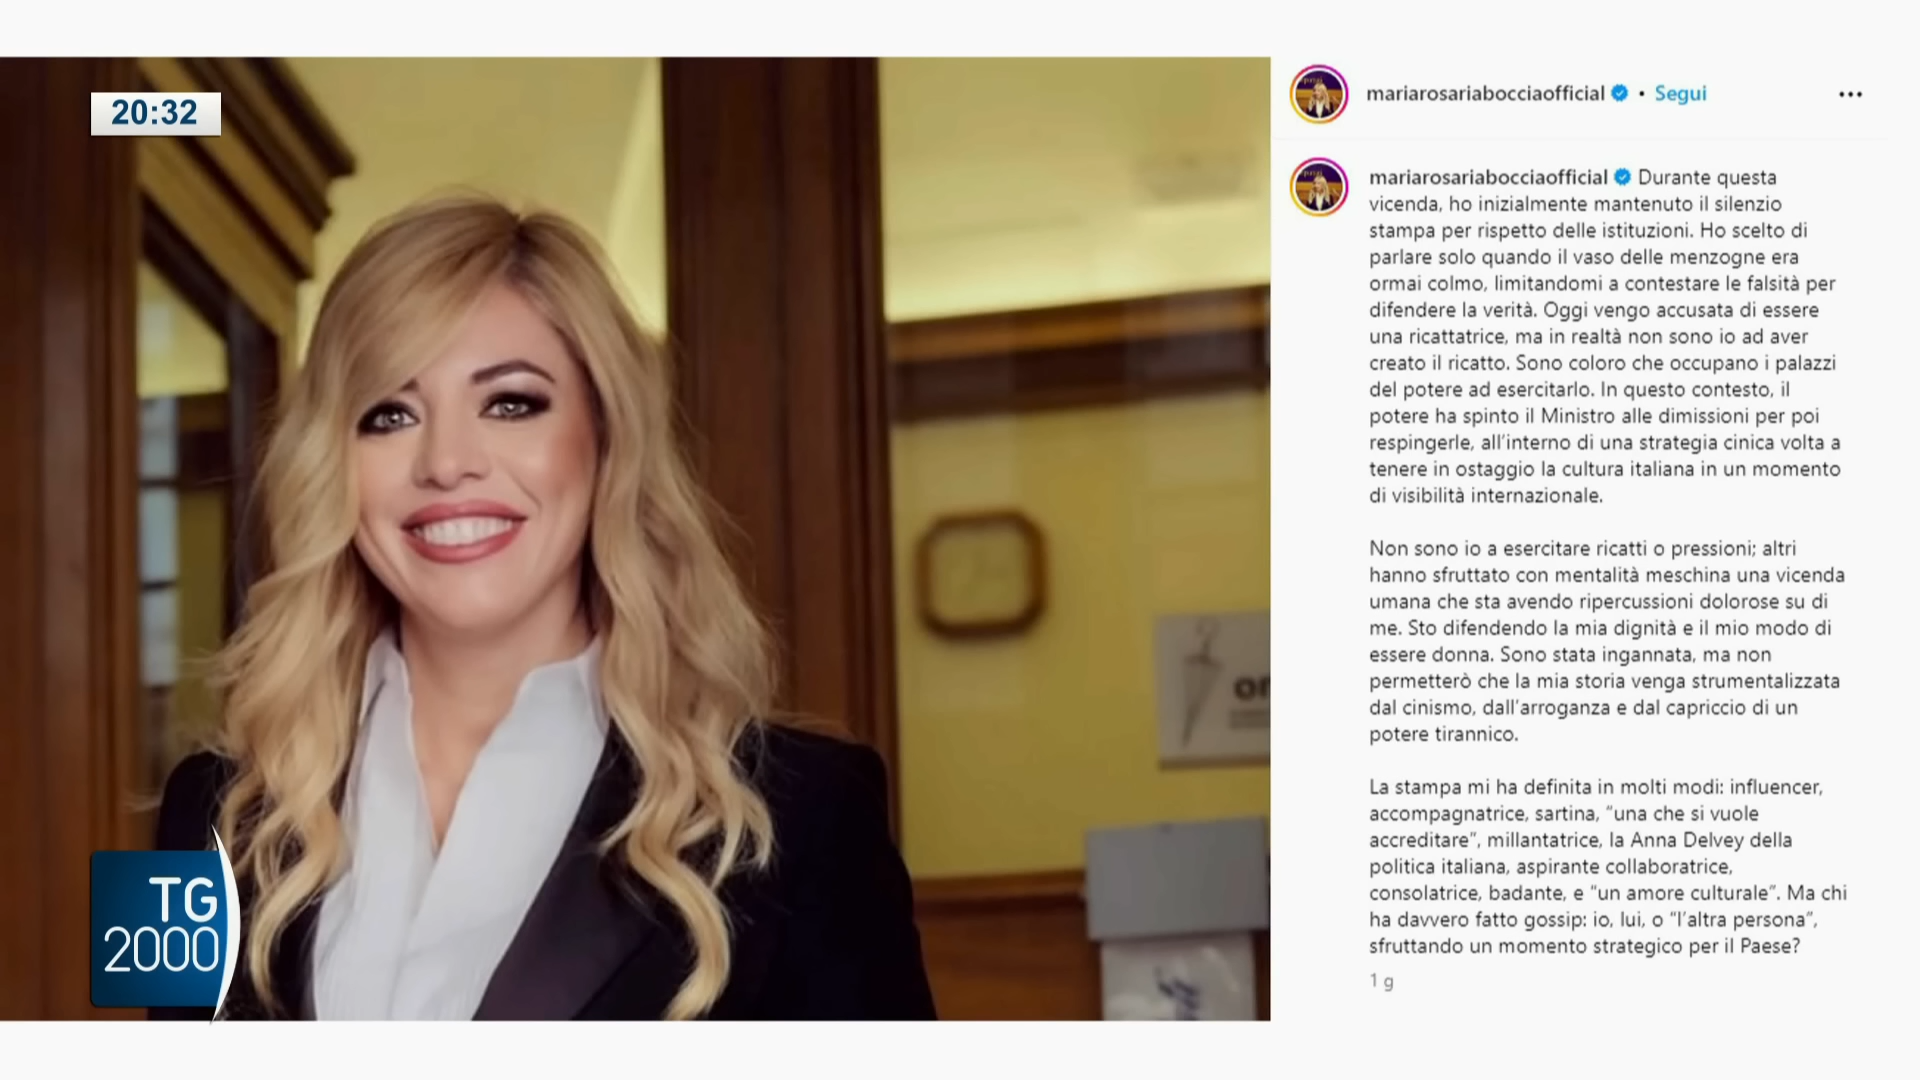 20:32
mariarosariabocciaofficial • Segui
mariarosariabocciaofficial Durante questa
vicenda, ho inizialmente mantenuto il silenzio
stampa per rispetto delle istituzioni. Ho scelto di
parlare solo quando il vaso delle menzogne era
ormai colmo, limitandomi a contestare le falsità per
difendere la verità. Oggi vengo accusata di essere
una ricattatrice, ma in realtà non sono io ad aver
creato il ricatto. Sono coloro che occupano i palazzi
del potere ad esercitarlo. In questo contesto, il
potere ha spinto il Ministro alle dimissioni per poi
respingerle, all'interno di una strategia cinica volta a
tenere in ostaggio la cultura italiana in un momento
di visibilità internazionale.
Non sono io a esercitare ricatti o pressioni; altri
hanno sfruttato con mentalità meschina una vicenda
umana che sta avendo ripercussioni dolorose su di
me. Sto difendendo la mia dignità e il mio modo di
essere donna. Sono stata ingannata, ma non
permetterò che la mia storia venga strumentalizzata
dal cinismo, dall'arroganza e dal capriccio di un
potere tirannico.
La stampa mi ha definita in molti modi: influencer,
accompagnatrice, sartina, "una che si vuole
accreditare", millantatrice, la Anna Delvey della
politica italiana, aspirante collaboratrice,
consolatrice, badante, e "un amore culturale". Ma chi
ha davvero fatto gossip: io, lui, o "l'altra persona",
sfruttando un momento strategico per il Paese?
1 g
TG
2000